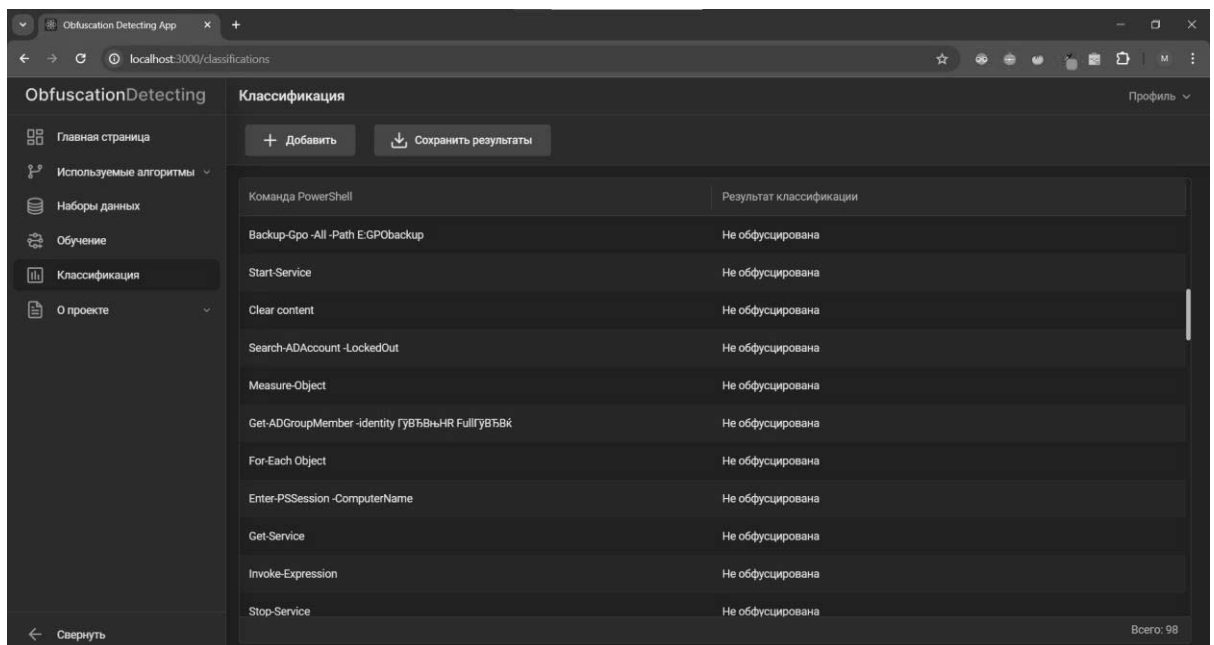 Obfuscation Detecting App
localhost:3000/classifications
M
ObfuscationDetecting
Классификация
Профиль
Главная страница
Добавить
Сохранить результаты
Используемые алгоритмы
Наборы данных
Обучение
Классификация
О проекте
Команда PowerShell Результат классификации
Backup-Gpo -All -Path E:GPObackup Не обфусцирована
Start-Service Не обфусцирована
Clear content Не обфусцирована
Search-ADAccount -LockedOut Не обфусцирована
Measure-Object Не обфусцирована
Get-ADGroupMember -identity ГўВЂВњHR FullГўВЂВќ Не обфусцирована
For-Each Object Не обфусцирована
Enter-PSSession -ComputerName Не обфусцирована
Get-Service Не обфусцирована
Invoke-Expression Не обфусцирована
Stop-Service Не обфусцирована
Свернуть
Всего: 98